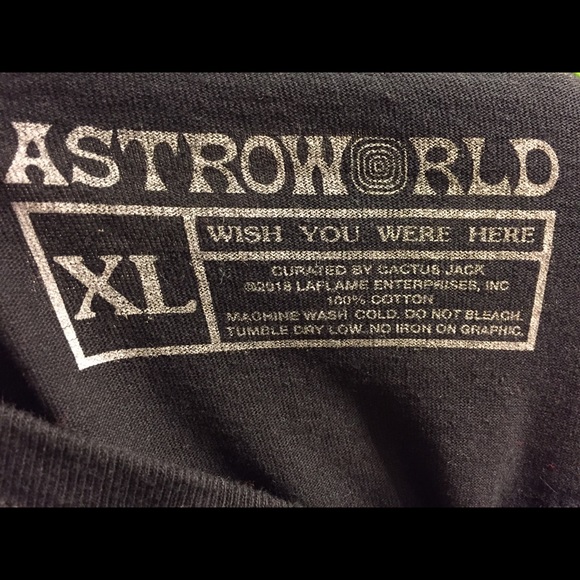 ASTROWORLD
XL
WISH YOU WERE HERE
CURATED BY CACTUS JACK
©2018 LAFLAME ENTERPRISES, INC
100% COTTON
MACHINE WASH COLD. DO NOT BLEACH.
TUMBLE DRY LOW. NO IRON ON GRAPHIC.